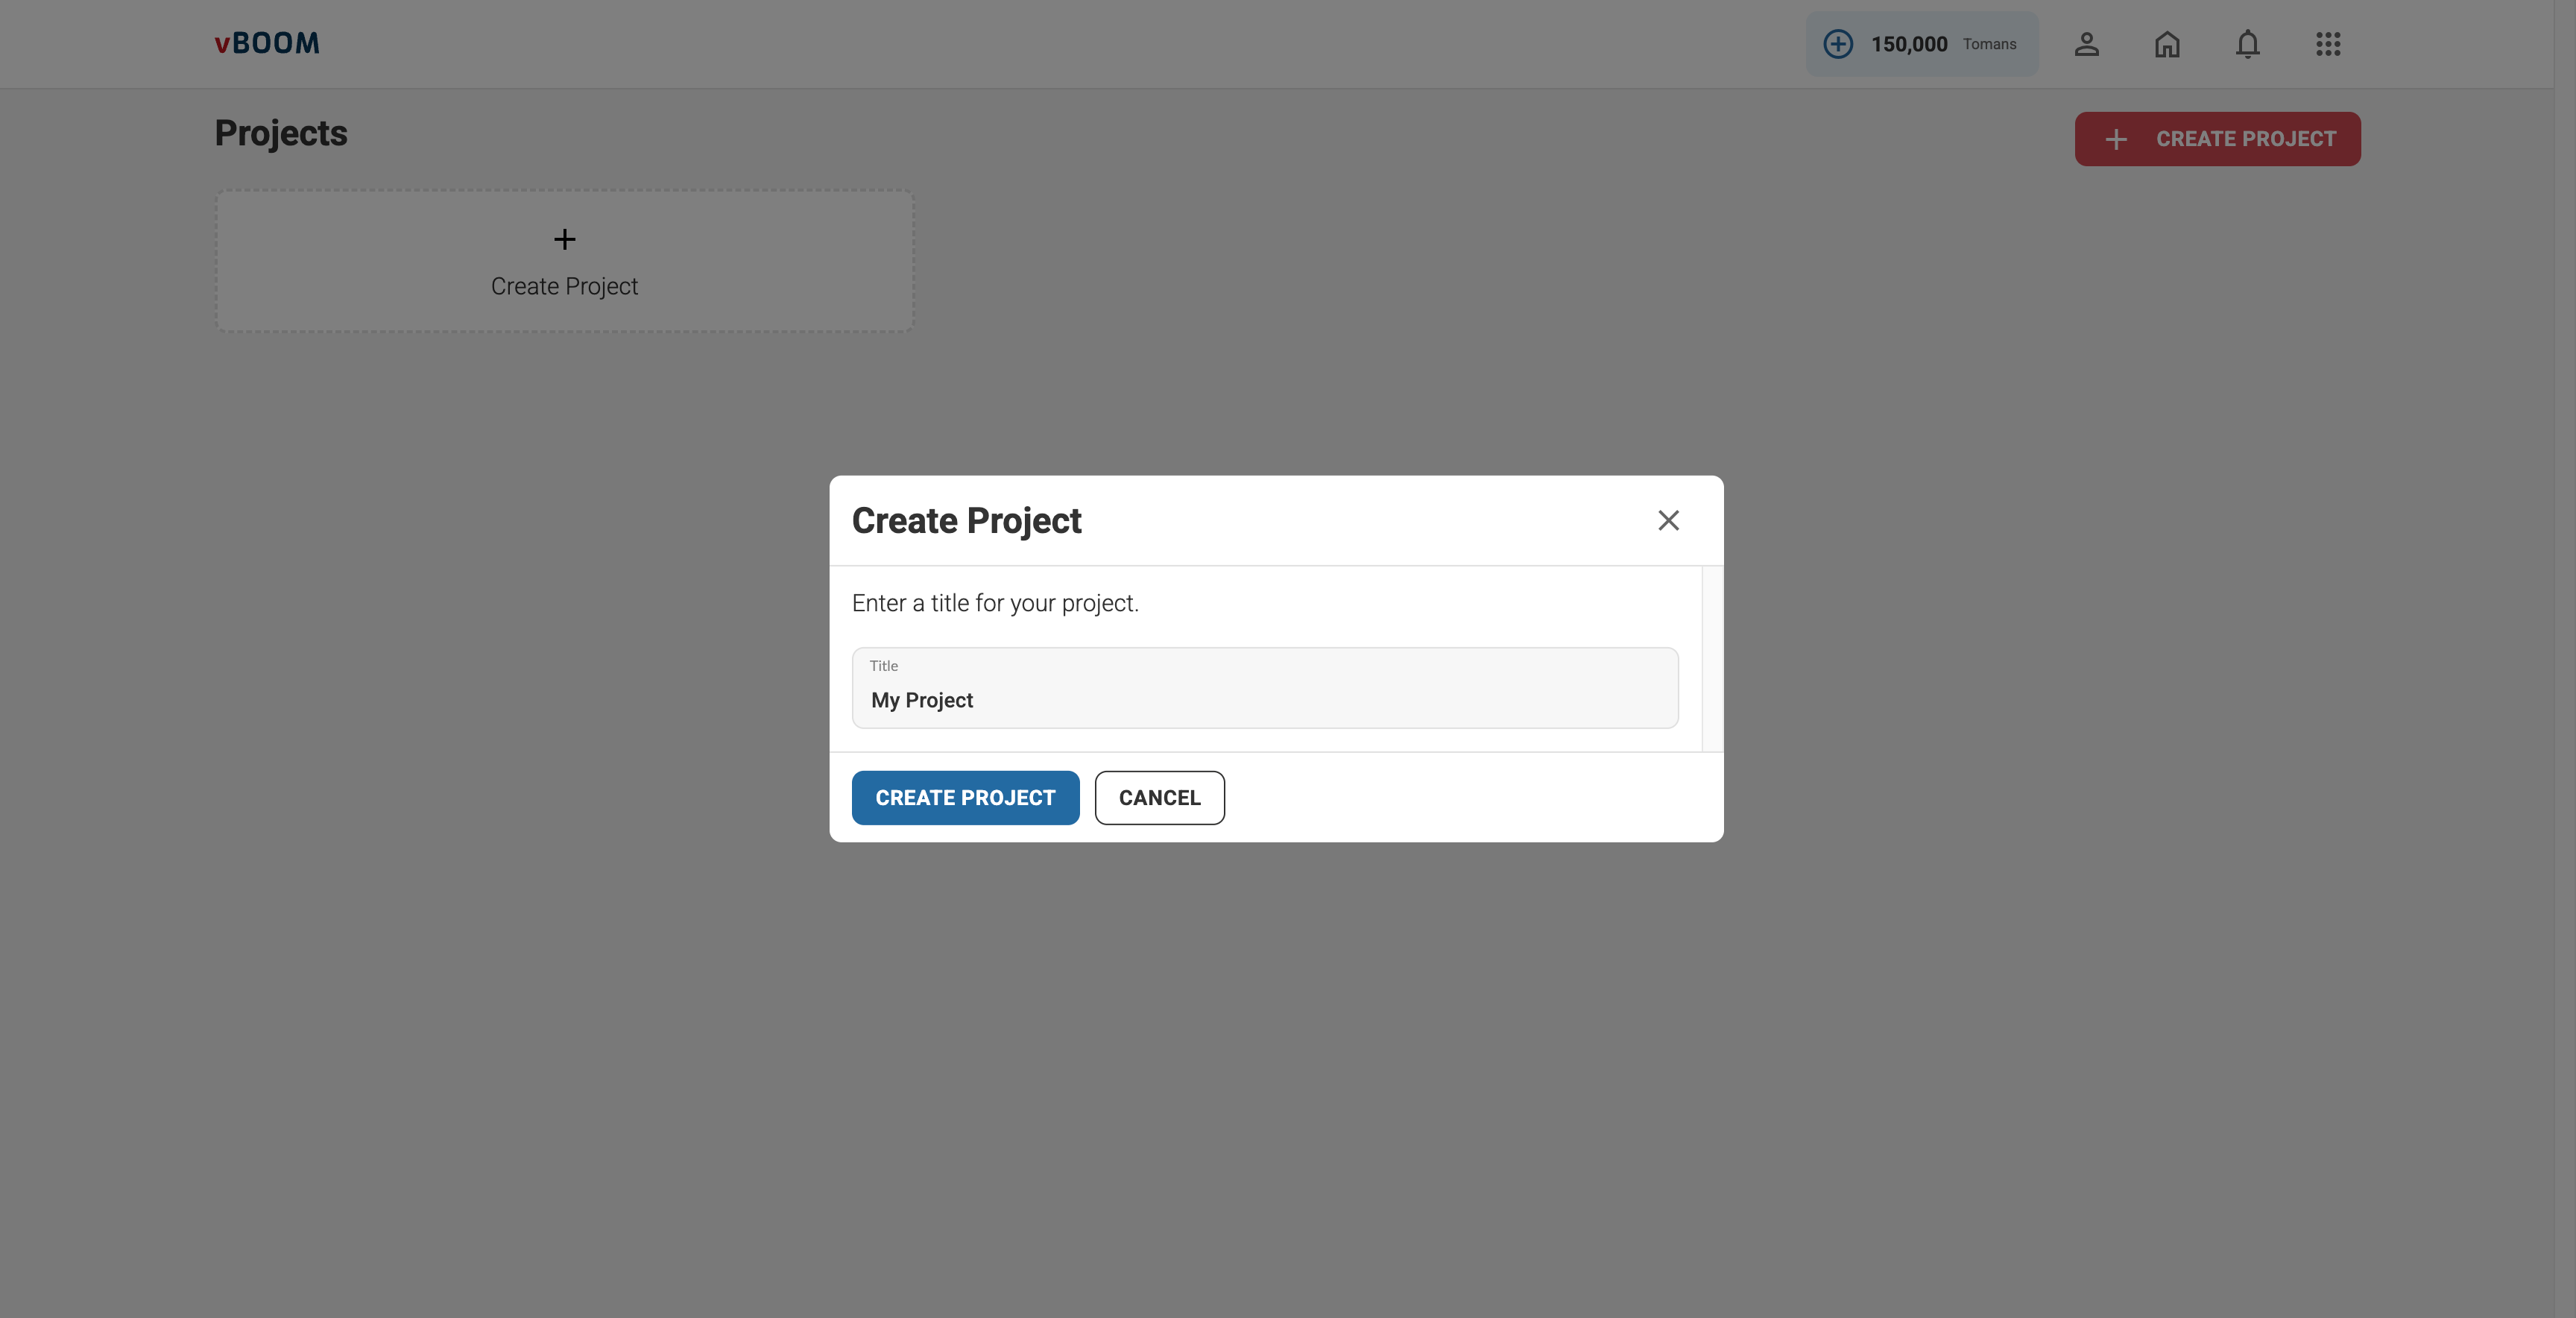 vBOOM
150,000 Tomans
Projects
CREATE PROJECT
Create Project
Create Project
Enter a title for your project.
Title
My Project
CREATE PROJECT
CANCEL